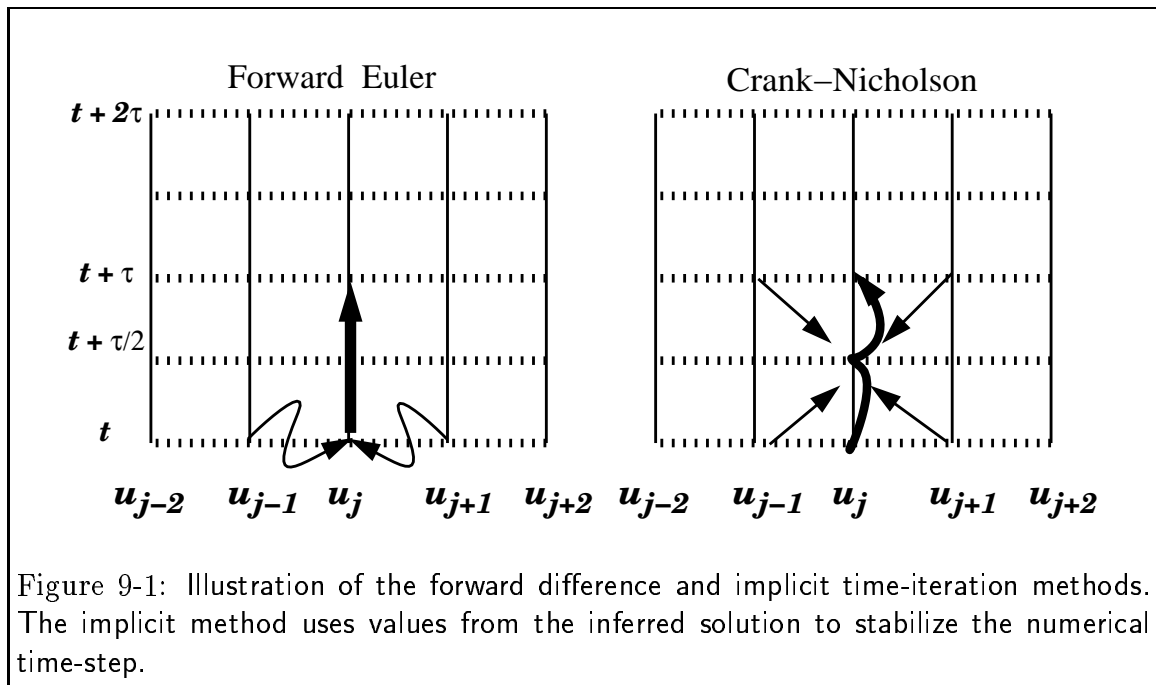 Forward Euler
t + 2τ
t + τ
t + τ/2
t
u_{j−2} u_{j−1} u_j u_{j+1} u_{j+2}
Crank−Nicholson
u_{j−2} u_{j−1} u_j u_{j+1} u_{j+2}
Figure 9-1: Illustration of the forward difference and implicit time-iteration methods.
The implicit method uses values from the inferred solution to stabilize the numerical
time-step.